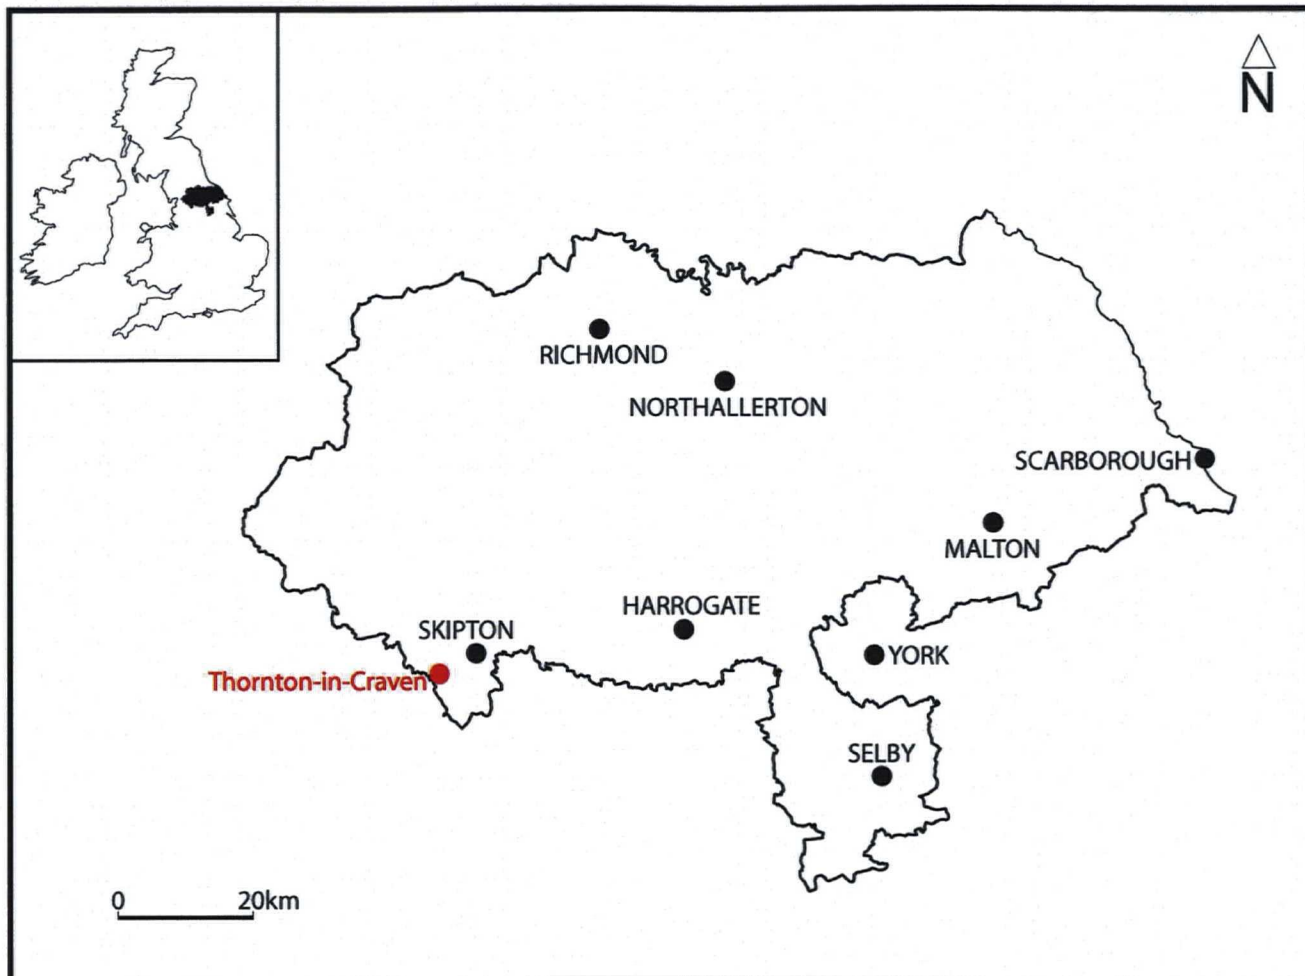 N
RICHMOND
NORTHALLERTON
SCARBOROUGH
MALTON
HARROGATE
SKIPTON
YORK
Thornton-in-Craven
SELBY
0 20km